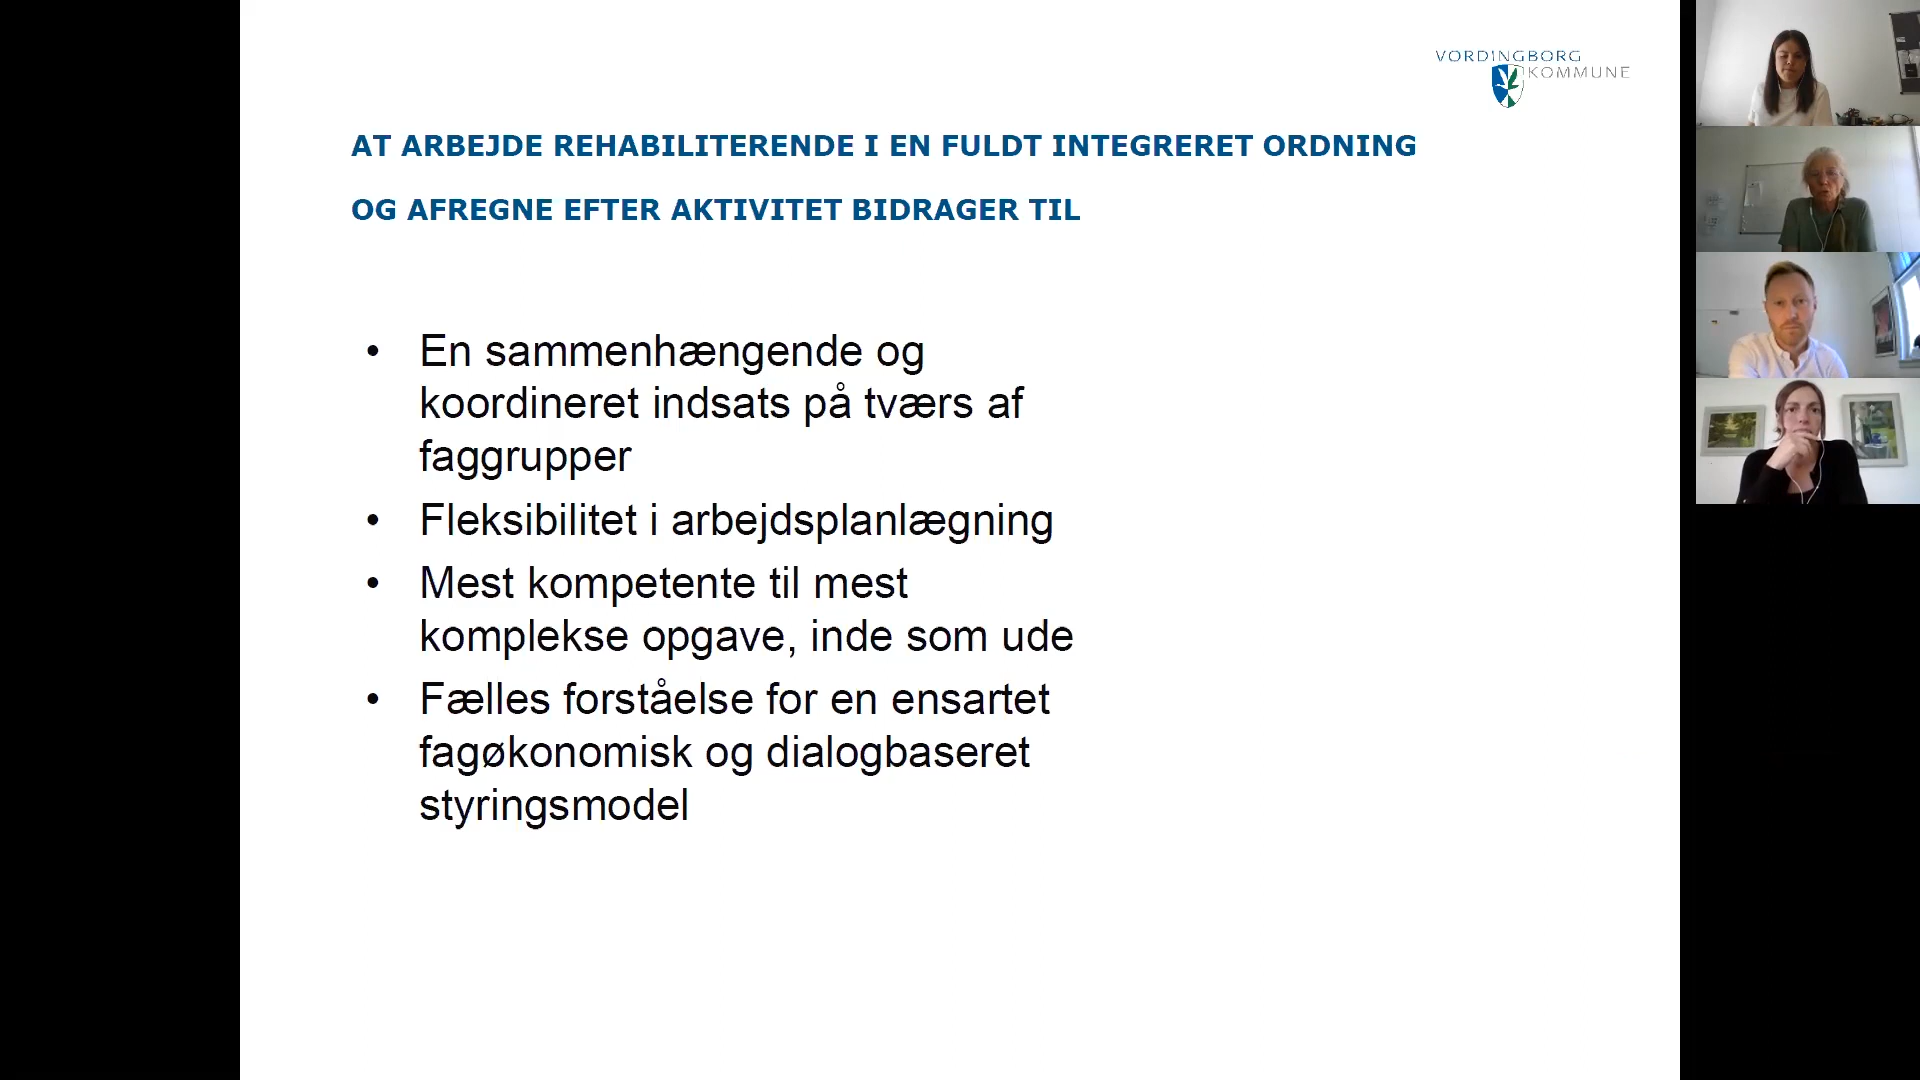 VORDINGBORG
KOMMUNE
AT ARBEJDE REHABILITERENDE I EN FULDT INTEGRERET ORDNING
OG AFREGNE EFTER AKTIVITET BIDRAGER TIL
• En sammenhængende og
koordineret indsats på tværs af
faggrupper
• Fleksibilitet i arbejdsplanlægning
• Mest kompetente til mest
komplekse opgave, inde som ude
• Fælles forståelse for en ensartet
fagøkonomisk og dialogbaseret
styringsmodel